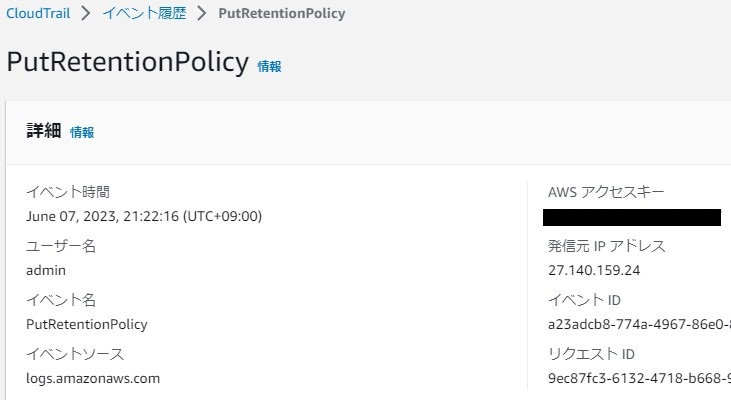 CloudTrail > イベント履歴 > PutRetentionPolicy
PutRetentionPolicy 情報
詳細 情報
イベント時間
June 07, 2023, 21:22:16 (UTC+09:00)
ユーザー名
admin
イベント名
PutRetentionPolicy
イベントソース
logs.amazonaws.com
AWS アクセスキー
発信元 IP アドレス
27.140.159.24
イベント ID
a23adcb8-774a-4967-86e0-
リクエスト ID
9ec87fc3-6132-4718-b668-